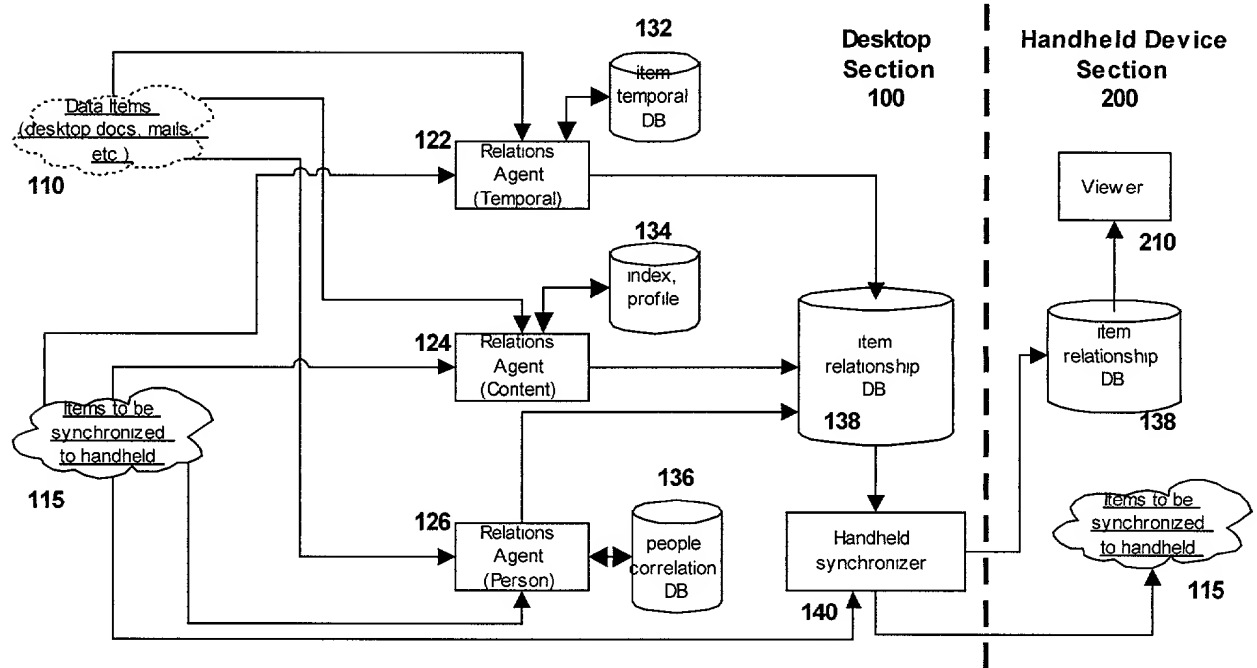 132
Desktop
Section
100
Handheld Device
Section
200
item
temporal
DB
Data Items
(desktop docs, mails,
etc.)
110
122
Relations
Agent
(Temporal)
Viewer
210
134
index,
profile
124
Relations
Agent
(Content)
item
relationship
DB
138
item
relationship
DB
138
Items to be
synchronized
to handheld
115
136
126
Relations
Agent
(Person)
people
correlation
DB
Handheld
synchronizer
140
Items to be
synchronized
to handheld
115